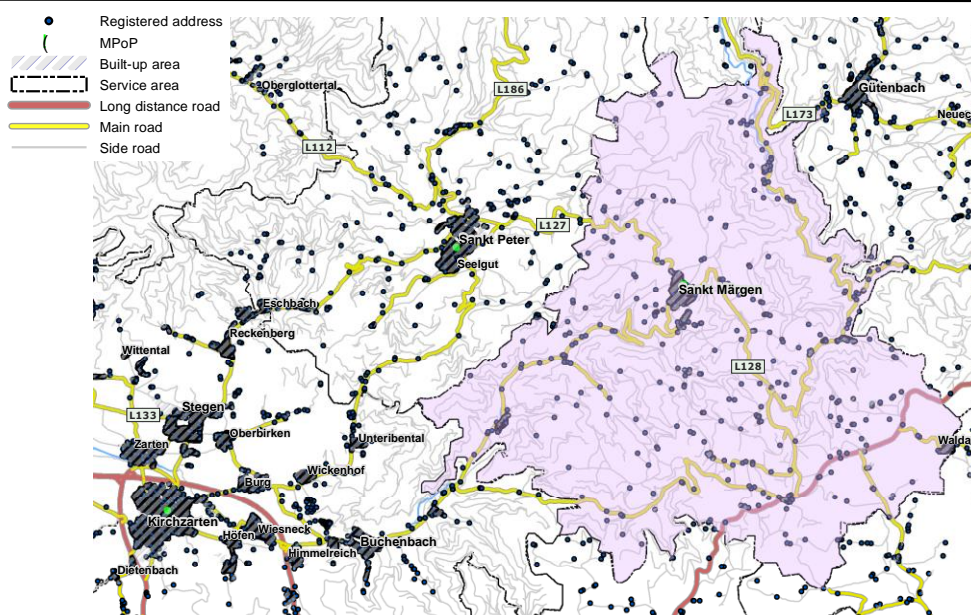 Registered address
MPoP
Built-up area
Service area
Long distance road
Main road
Side road
Oberglottertal
L186
Gütenbach
L173
L112
L127
Sankt Peter
Seelgut
Sankt Märgen
Eschbach
Reckenberg
Wittental
L128
Stegen
L133
Oberbirken
Unteribental
Zarten
Wickenhof
Burg
Kirchzarten
Höfen
Wiesneck
Himmelreich
Buchenbach
Dietenbach